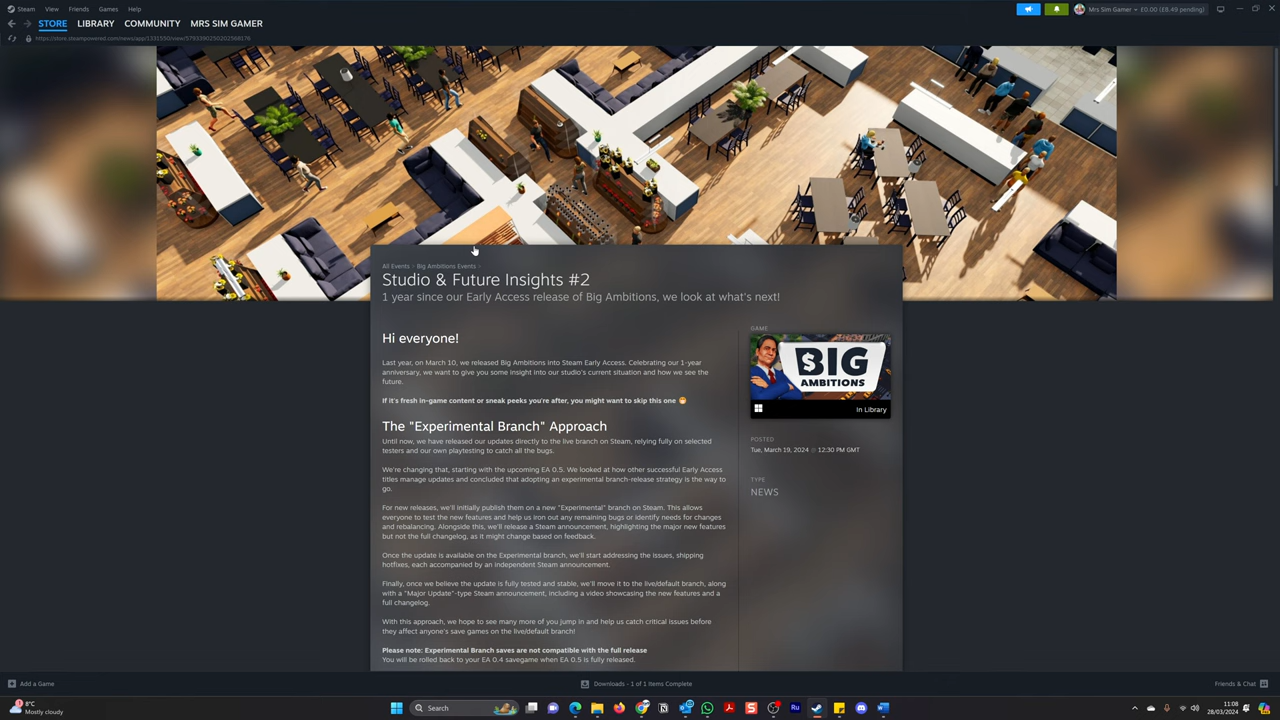 Steam View Friends Games Help
Mrs Sim Gamer - £0.00 (£8.49 pending)
STORE LIBRARY COMMUNITY MRS SIM GAMER
All Events > Big Ambitions Events >
Studio & Future Insights #2
1 year since our Early Access release of Big Ambitions, we look at what's next!
Hi everyone!
Last year, on March 10, we released Big Ambitions into Steam Early Access. Celebrating our 1-year
anniversary, we want to give you some insight into our studio's current situation and how we see the
future.
If it's fresh in-game content or sneak peeks you're after, you might want to skip this one
The "Experimental Branch" Approach
Until now, we have released our updates directly to the live branch on Steam, relying fully on selected
testers and our own playtesting to catch all the bugs.
We're changing that, starting with the upcoming EA 0.5. We looked at how other successful Early Access
titles manage updates and concluded that adopting an experimental branch-release strategy is the way to
go.
For new releases, we'll initially publish them on a new "Experimental" branch on Steam. This allows
everyone to test the new features and help us iron out any remaining bugs or identify needs for changes
and rebalancing. Alongside this, we'll release a Steam announcement, highlighting the major new features
but not the full changelog, as it might change based on feedback.
Once the update is available on the Experimental branch, we'll start addressing the issues, shipping
hotfixes, each accompanied by an independent Steam announcement.
Finally, once we believe the update is fully tested and stable, we'll move it to the live/default branch, along
with a "Major Update"-type Steam announcement, including a video showcasing the new features and a
full changelog.
With this approach, we hope to see many more of you jump in and help us catch critical issues before
they affect anyone's save games on the live/default branch!
Please note: Experimental Branch saves are not compatible with the full release
You will be rolled back to your EA 0.4 savegame when EA 0.5 is fully released.
GAME
BIG
AMBITIONS
In Library
POSTED
Tue, March 19, 2024 @ 12:30 PM GMT
TYPE
NEWS
Add a Game
Downloads - 1 of 1 Items Complete
Friends & Chat
8°C
Mostly cloudy
Search
11:08
28/03/2024